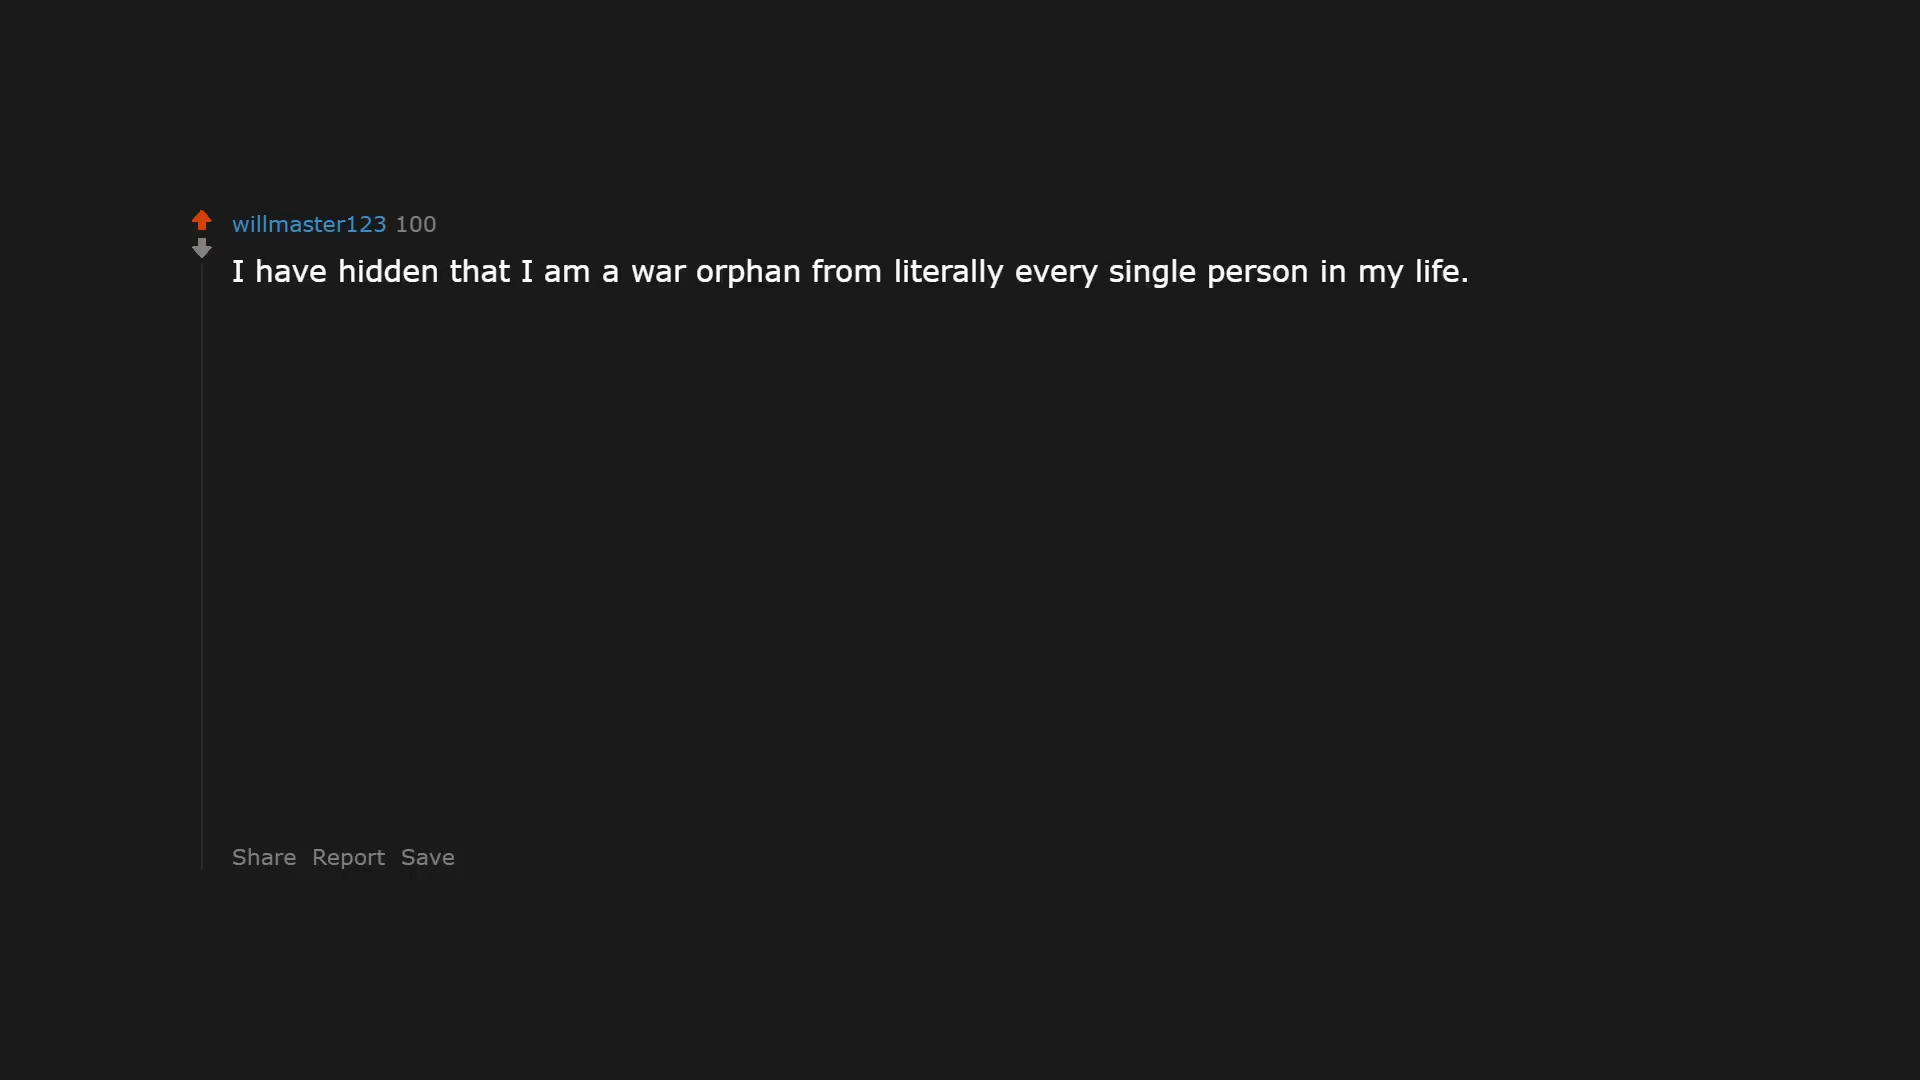 willmaster123 100
I have hidden that I am a war orphan from literally every single person in my life.
Share Report Save